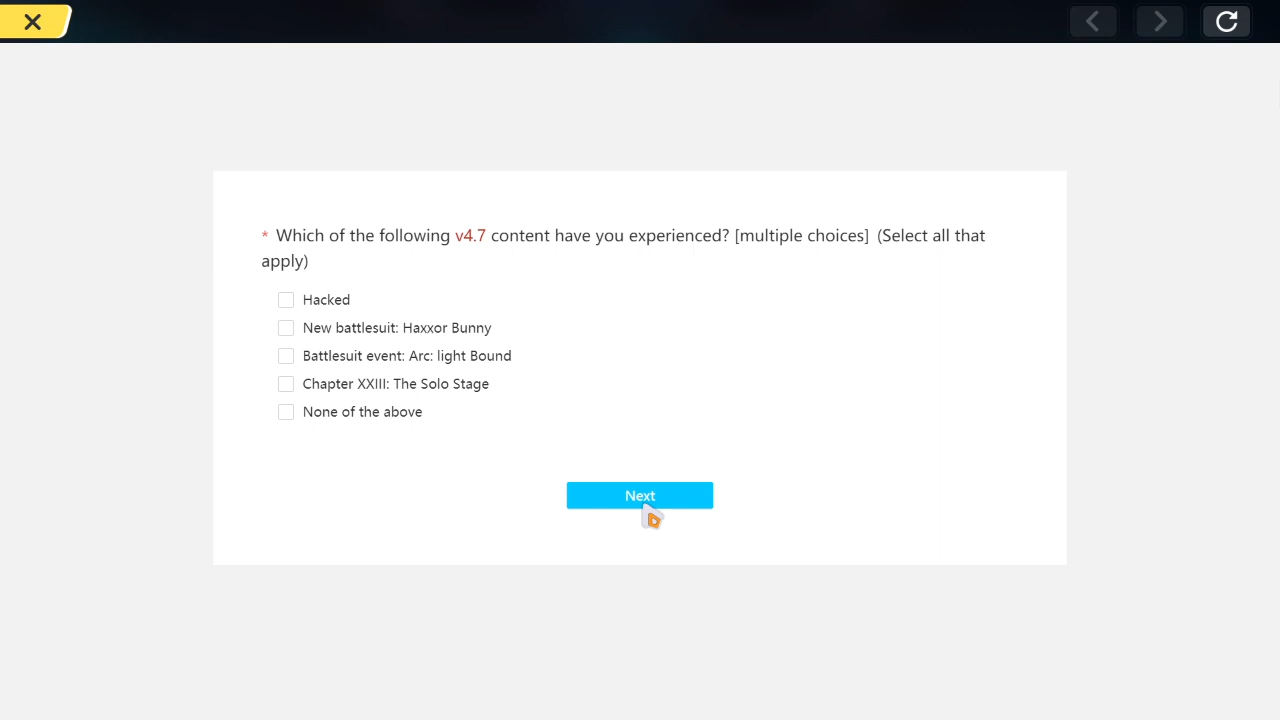 * Which of the following v4.7 content have you experienced? [multiple choices] (Select all that
apply)
Hacked
New battlesuit: Haxxor Bunny
Battlesuit event: Arc: light Bound
Chapter XXIII: The Solo Stage
None of the above
Next